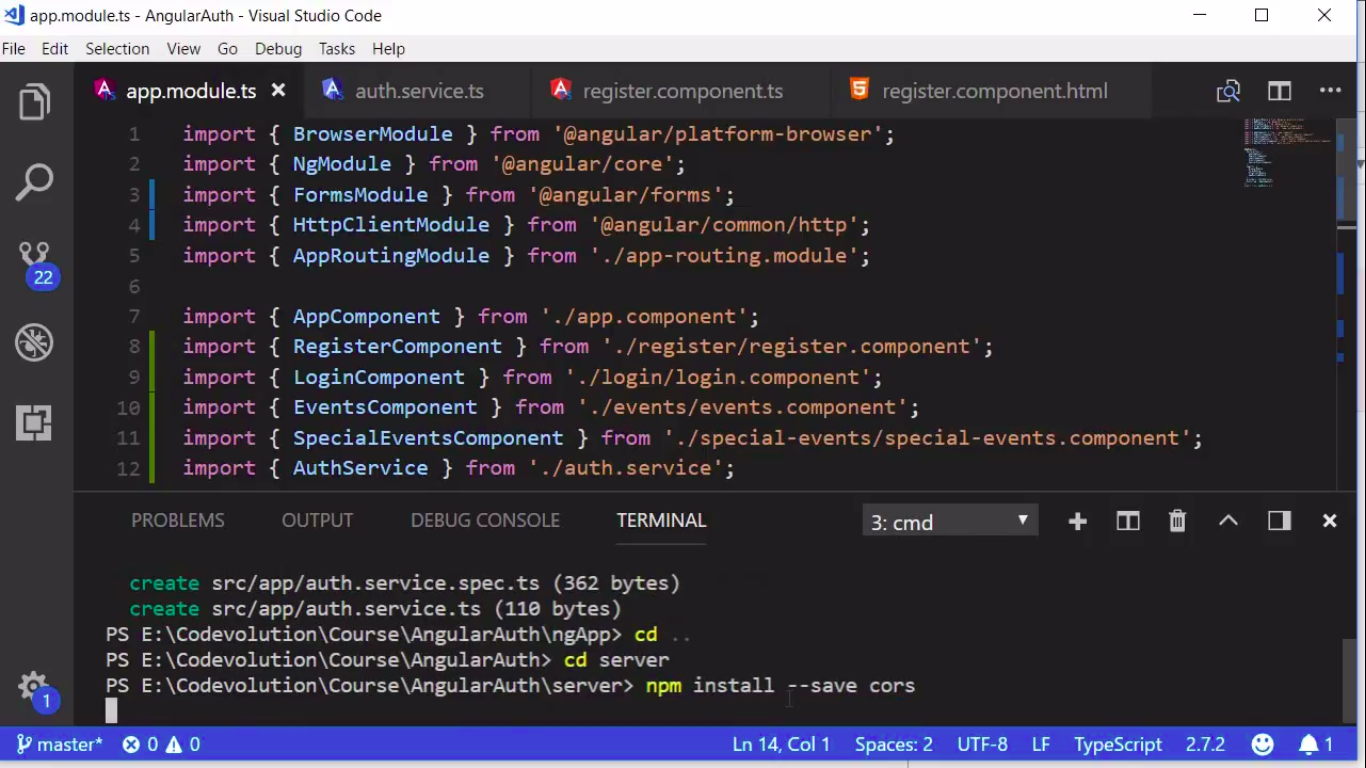 app.module.ts - AngularAuth - Visual Studio Code
File Edit Selection View Go Debug Tasks Help
app.module.ts auth.service.ts register.component.ts register.component.html
1 import { BrowserModule } from '@angular/platform-browser';
2 import { NgModule } from '@angular/core';
3 import { FormsModule } from '@angular/forms';
4 import { HttpClientModule } from '@angular/common/http';
5 import { AppRoutingModule } from './app-routing.module';
6
7 import { AppComponent } from './app.component';
8 import { RegisterComponent } from './register/register.component';
9 import { LoginComponent } from './login/login.component';
10 import { EventsComponent } from './events/events.component';
11 import { SpecialEventsComponent } from './special-events/special-events.component';
12 import { AuthService } from './auth.service';
22
PROBLEMS OUTPUT DEBUG CONSOLE TERMINAL 3: cmd
create src/app/auth.service.spec.ts (362 bytes)
create src/app/auth.service.ts (110 bytes)
PS E:\Codevolution\Course\AngularAuth\ngApp> cd ..
PS E:\Codevolution\Course\AngularAuth> cd server
PS E:\Codevolution\Course\AngularAuth\server> npm install --save cors
1
master* 0 0 Ln 14, Col 1 Spaces: 2 UTF-8 LF TypeScript 2.7.2 1